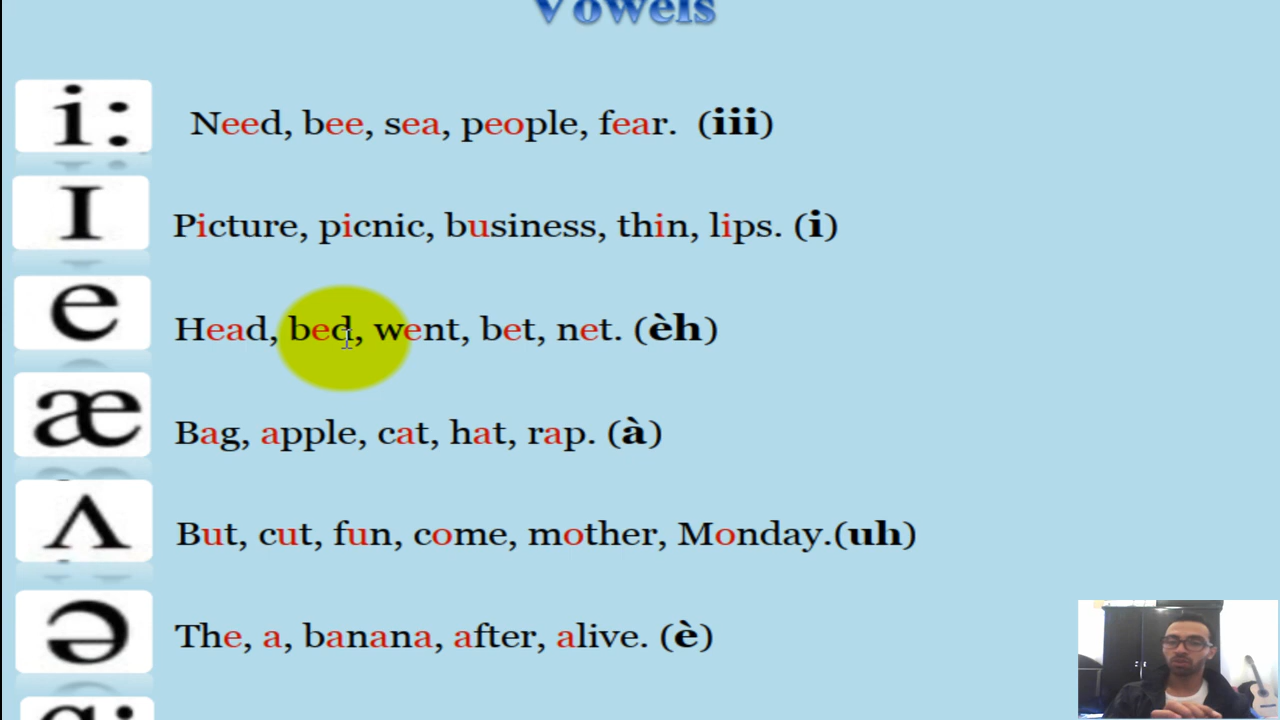 Vowels
i: Need, bee, sea, people, fear. (iii)
I Picture, picnic, business, thin, lips. (i)
e Head, bed, went, bet, net. (èh)
æ Bag, apple, cat, hat, rap. (à)
ʌ But, cut, fun, come, mother, Monday.(uh)
ə The, a, banana, after, alive. (è)